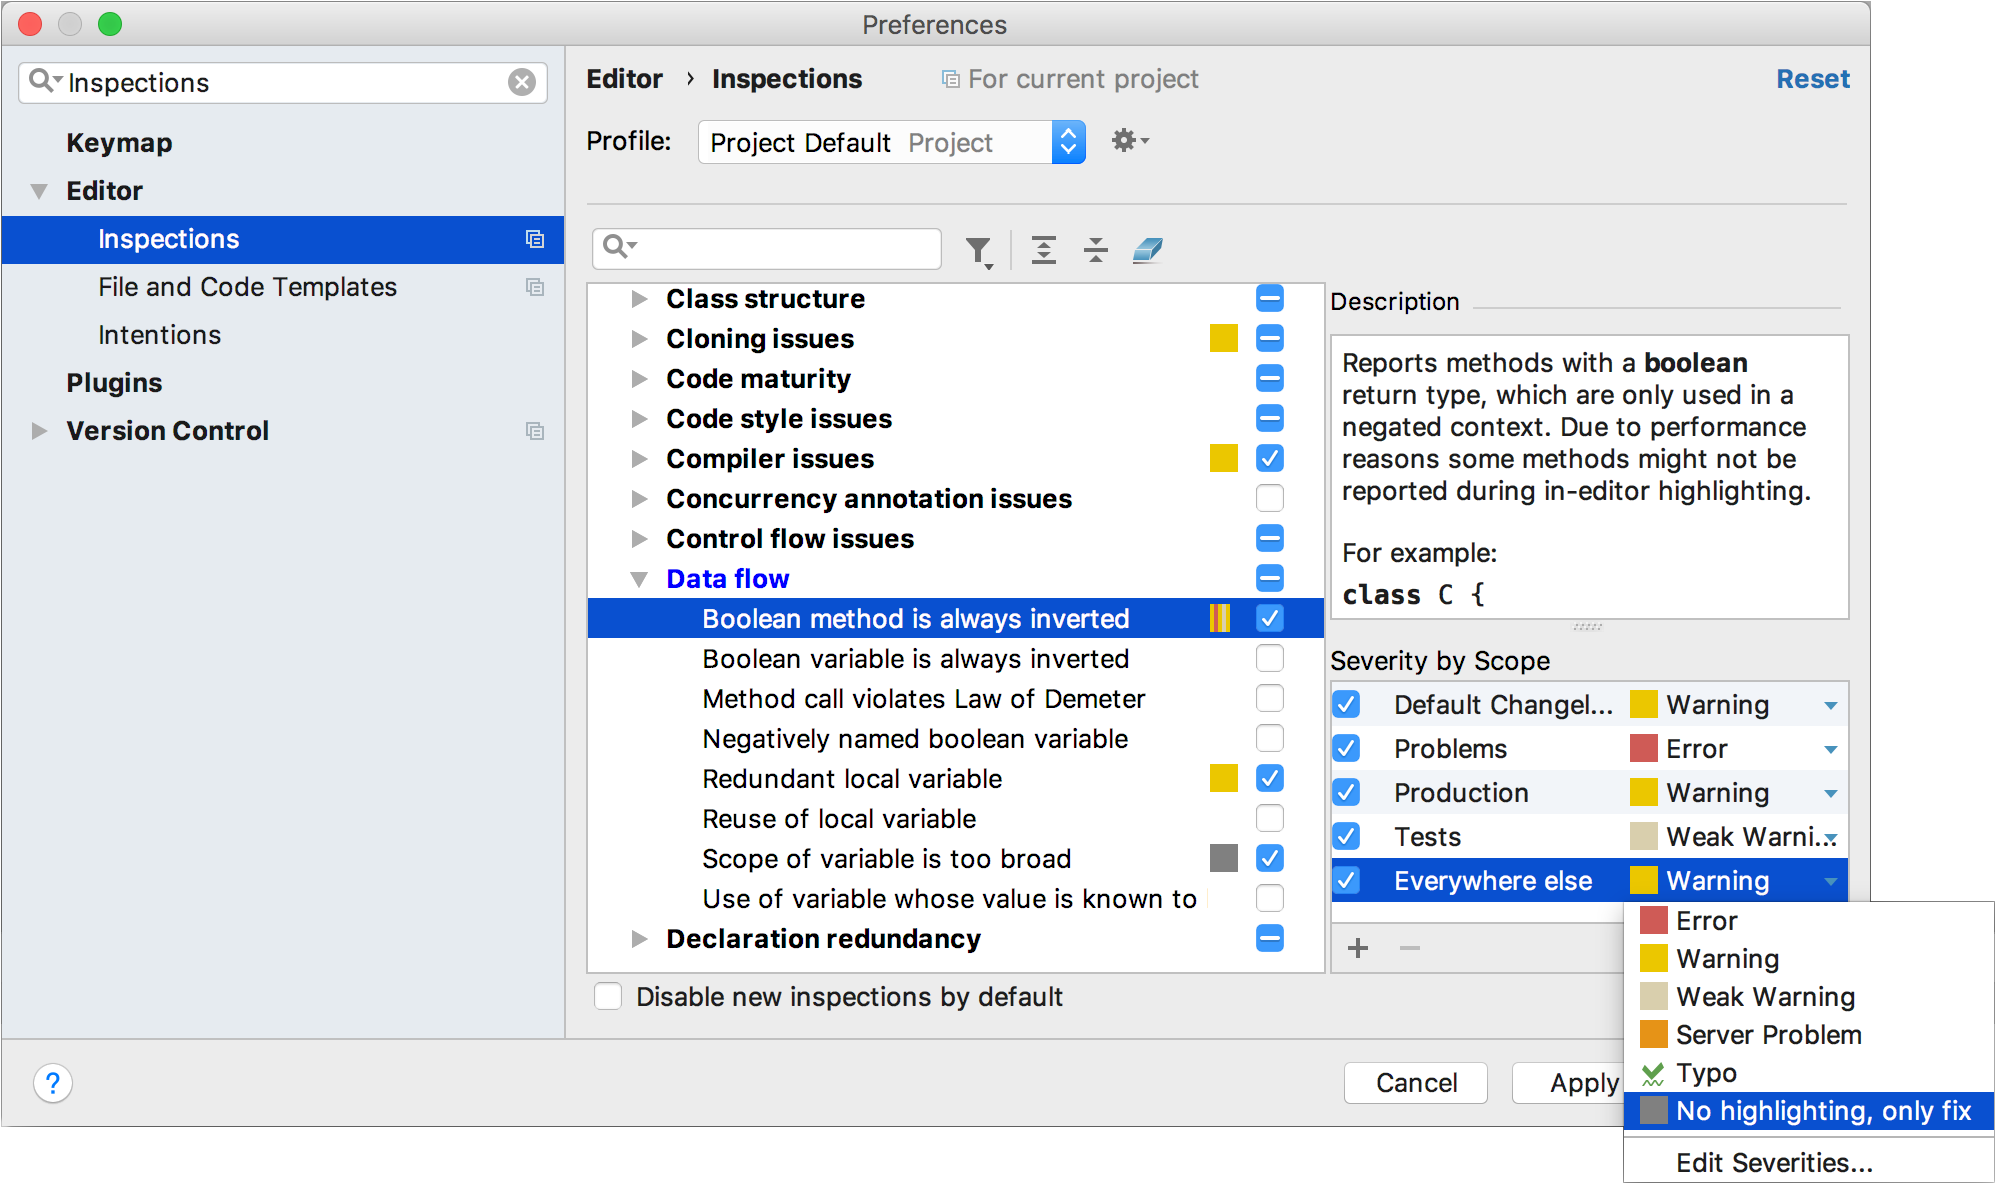 Preferences
Inspections
Keymap
Editor
Inspections
File and Code Templates
Intentions
Plugins
Version Control
Editor › Inspections For current project Reset
Profile: Project Default Project
Class structure
Cloning issues
Code maturity
Code style issues
Compiler issues
Concurrency annotation issues
Control flow issues
Data flow
Boolean method is always inverted
Boolean variable is always inverted
Method call violates Law of Demeter
Negatively named boolean variable
Redundant local variable
Reuse of local variable
Scope of variable is too broad
Use of variable whose value is known to
Declaration redundancy
Disable new inspections by default
Description
Reports methods with a boolean
return type, which are only used in a
negated context. Due to performance
reasons some methods might not be
reported during in-editor highlighting.
For example:
class C {
Severity by Scope
Default Changel... Warning
Problems Error
Production Warning
Tests Weak Warni...
Everywhere else Warning
Error
Warning
Weak Warning
Server Problem
Typo
No highlighting, only fix
Edit Severities...
? Cancel Apply